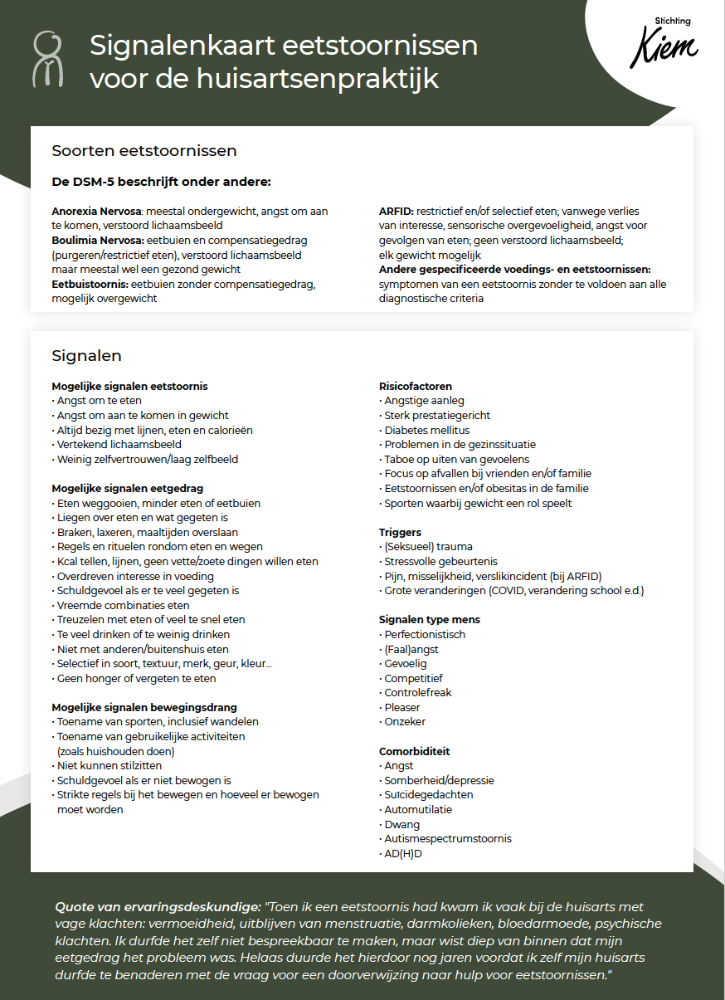 Stichting
Kiem
Signalenkaart eetstoornissen
voor de huisartsenpraktijk
Soorten eetstoornissen
De DSM-5 beschrijft onder andere:
Anorexia Nervosa: meestal ondergewicht, angst om aan
te komen, verstoord lichaamsbeeld
Boulimia Nervosa: eetbuien en compensatiegedrag
(purgeren/restrictief eten), verstoord lichaamsbeeld
maar meestal wel een gezond gewicht
Eetbuistoornis: eetbuien zonder compensatiegedrag,
mogelijk overgewicht
ARFID: restrictief en/of selectief eten; vanwege verlies
van interesse, sensorische overgevoeligheid, angst voor
gevolgen van eten; geen verstoord lichaamsbeeld;
elk gewicht mogelijk
Andere gespecificeerde voedings- en eetstoornissen:
symptomen van een eetstoornis zonder te voldoen aan alle
diagnostische criteria
Signalen
Mogelijke signalen eetstoornis
· Angst om te eten
· Angst om aan te komen in gewicht
· Altijd bezig met lijnen, eten en calorieën
· Vertekend lichaamsbeeld
· Weinig zelfvertrouwen/laag zelfbeeld
Mogelijke signalen eetgedrag
· Eten weggooien, minder eten of eetbuien
· Liegen over eten en wat gegeten is
· Braken, laxeren, maaltijden overslaan
· Regels en rituelen rondom eten en wegen
· Kcal tellen, lijnen, geen vette/zoete dingen willen eten
· Overdreven interesse in voeding
· Schuldgevoel als er te veel gegeten is
· Vreemde combinaties eten
· Treuzelen met eten of veel te snel eten
· Te veel drinken of te weinig drinken
· Niet met anderen/buitenshuis eten
· Selectief in soort, textuur, merk, geur, kleur...
· Geen honger of vergeten te eten
Mogelijke signalen bewegingsdrang
· Toename van sporten, inclusief wandelen
· Toename van gebruikelijke activiteiten
(zoals huishouden doen)
· Niet kunnen stilzitten
· Schuldgevoel als er niet bewogen is
· Strikte regels bij het bewegen en hoeveel er bewogen
moet worden
Risicofactoren
· Angstige aanleg
· Sterk prestatiegericht
· Diabetes mellitus
· Problemen in de gezinssituatie
· Taboe op uiten van gevoelens
· Focus op afvallen bij vrienden en/of familie
· Eetstoornissen en/of obesitas in de familie
· Sporten waarbij gewicht een rol speelt
Triggers
· (Seksueel) trauma
· Stressvolle gebeurtenis
· Pijn, misselijkheid, verslikincident (bij ARFID)
· Grote veranderingen (COVID, verandering school e.d.)
Signalen type mens
· Perfectionistisch
· (Faal)angst
· Gevoelig
· Competitief
· Controlefreak
· Pleaser
· Onzeker
Comorbiditeit
· Angst
· Somberheid/depressie
· Suïcidegedachten
· Automutilatie
· Dwang
· Autismespectrumstoornis
· AD(H)D
Quote van ervaringsdeskundige: "Toen ik een eetstoornis had kwam ik vaak bij de huisarts met
vage klachten: vermoeidheid, uitblijven van menstruatie, darmkolieken, bloedarmoede, psychische
klachten. Ik durfde het zelf niet bespreekbaar te maken, maar wist diep van binnen dat mijn
eetgedrag het probleem was. Helaas duurde het hierdoor nog jaren voordat ik zelf mijn huisarts
durfde te benaderen met de vraag voor een doorverwijzing naar hulp voor eetstoornissen."